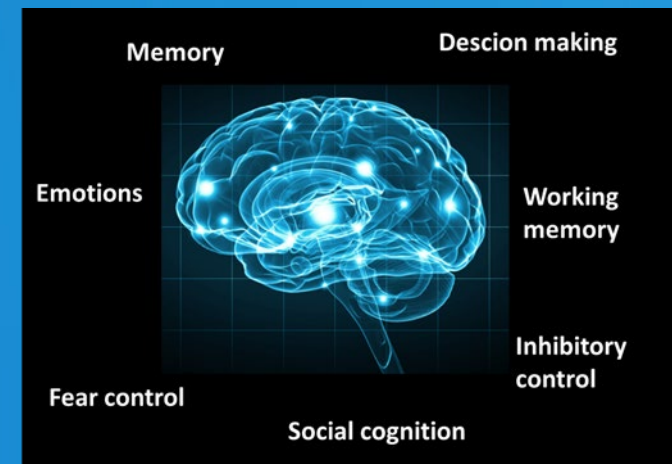 Memory
Descion making
Emotions
Working
memory
Inhibitory
control
Fear control
Social cognition